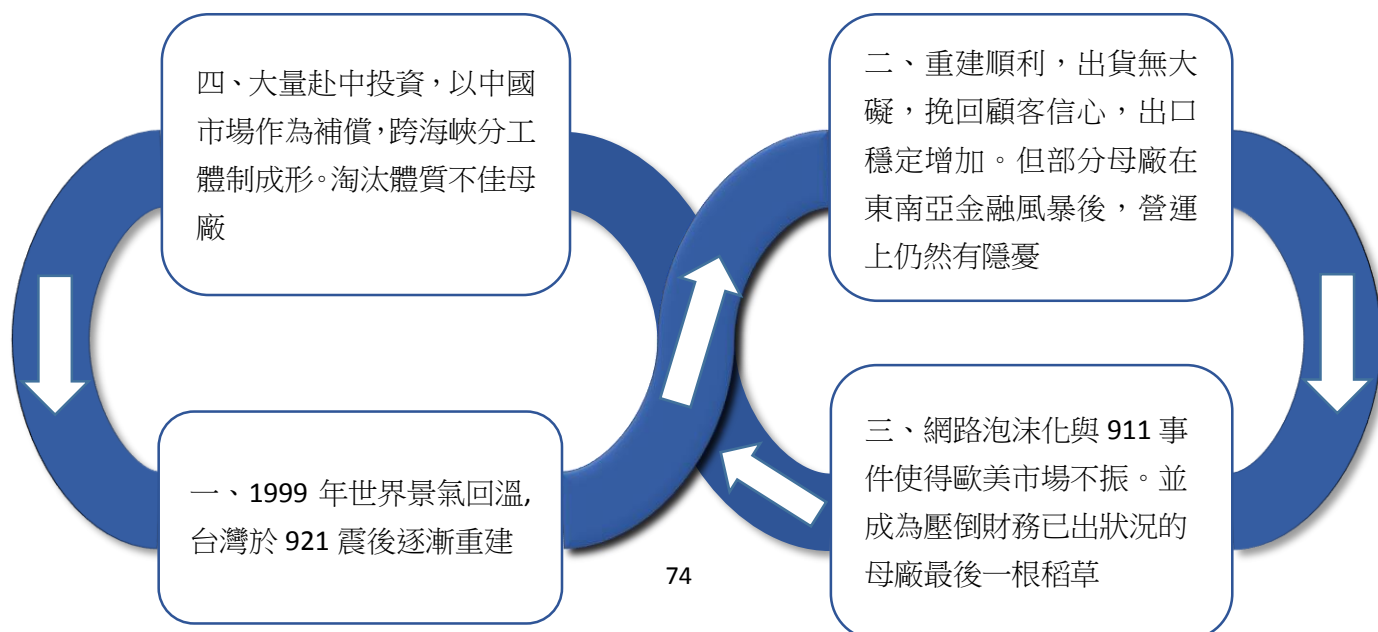 四、大量赴中投資，以中國
市場作為補償，跨海峽分工
體制成形。淘汰體質不佳母
廠
二、重建順利，出貨無大
礙，挽回顧客信心，出口
穩定增加。但部分母廠在
東南亞金融風暴後，營運
上仍然有隱憂
一、1999 年世界景氣回溫,
台灣於 921 震後逐漸重建
三、網路泡沫化與 911 事
件使得歐美市場不振。並
成為壓倒財務已出狀況的
母廠最後一根稻草
74